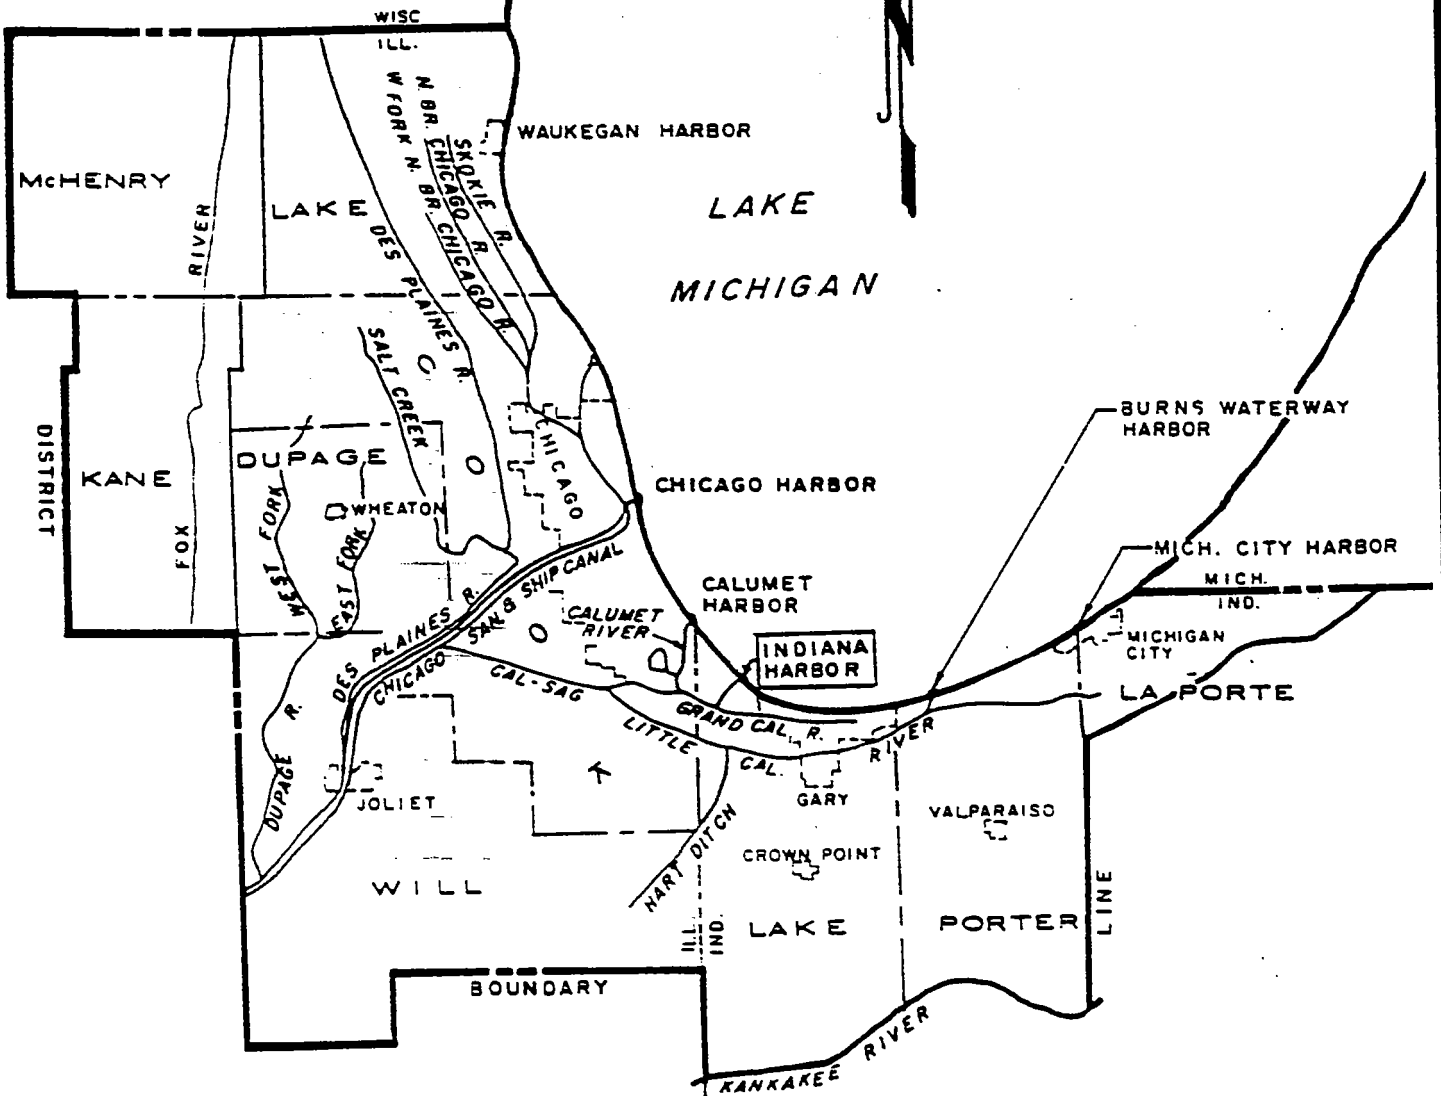 WISC
ILL.
N
McHENRY
LAKE
RIVER
FOX
DES PLAINES R.
W FORK N. BR. CHICAGO R.
N BR. CHICAGO R.
SKOKIE R.
WAUKEGAN HARBOR
LAKE
MICHIGAN
SALT CREEK
COOK
DISTRICT
KANE
DUPAGE
WHEATON
WEST FORK
EAST FORK
CHICAGO
CHICAGO HARBOR
BURNS WATERWAY
HARBOR
MICH. CITY HARBOR
MICH.
IND.
MICHIGAN
CITY
LA PORTE
CALUMET
HARBOR
CALUMET
RIVER
INDIANA
HARBOR
DES PLAINES R.
CHICAGO SAN. & SHIP CANAL
CAL-SAG
GRAND CAL. R.
LITTLE CAL. RIVER
DUPAGE R.
JOLIET
GARY
VALPARAISO
CROWN POINT
HART DITCH
WILL
ILL
IND.
LAKE
PORTER
LINE
BOUNDARY
KANKAKEE RIVER